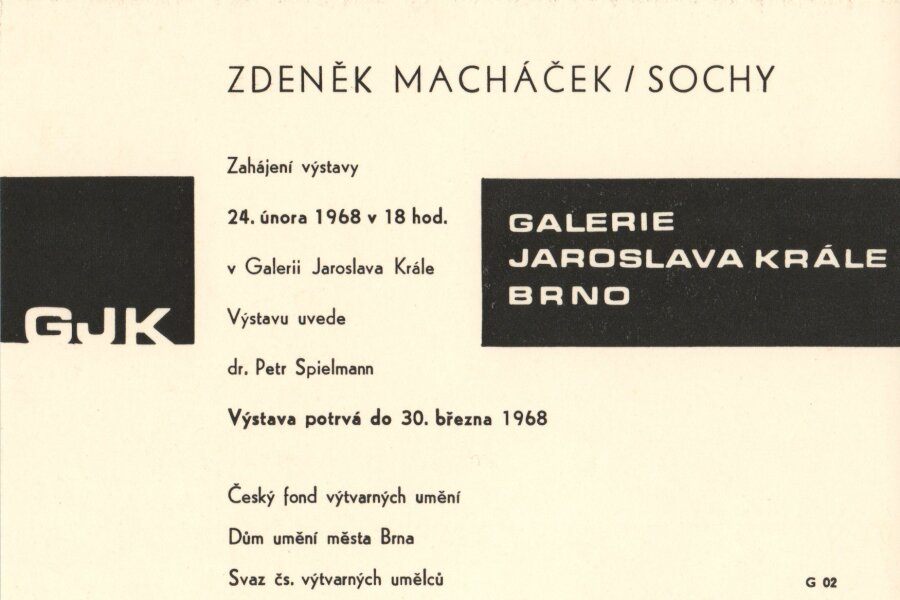 ZDENĚK MACHÁČEK / SOCHY
Zahájení výstavy
24. února 1968 v 18 hod.
v Galerii Jaroslava Krále
Výstavu uvede
dr. Petr Spielmann
Výstava potrvá do 30. března 1968
GJK
GALERIE
JAROSLAVA KRÁLE
BRNO
Český fond výtvarných umění
Dům umění města Brna
Svaz čs. výtvarných umělců
G 02